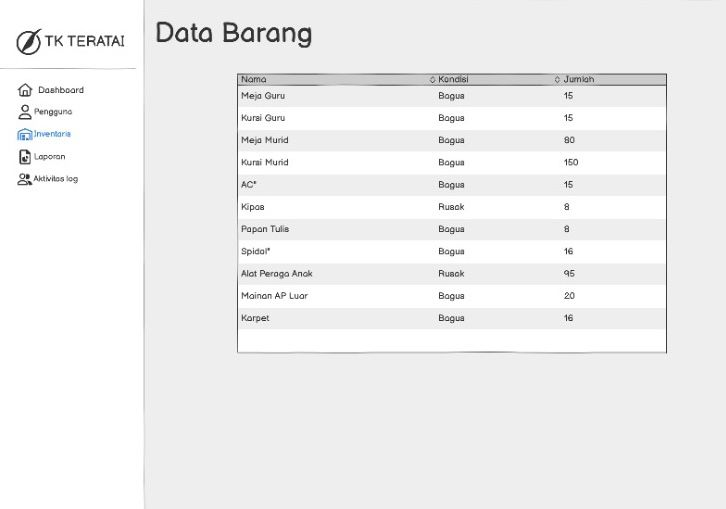 TK TERATAI
Data Barang
Dashboard
Pengguna
Inventaris
Laporan
Aktivitas log
Nama Kondisi Jumlah
Meja Guru Bagus 15
Kursi Guru Bagus 15
Meja Murid Bagus 80
Kursi Murid Bagus 150
AC* Bagus 15
Kipas Rusak 8
Papan Tulis Bagus 8
Spidol* Bagus 16
Alat Peraga Anak Rusak 95
Mainan AP Luar Bagus 20
Karpet Bagus 16